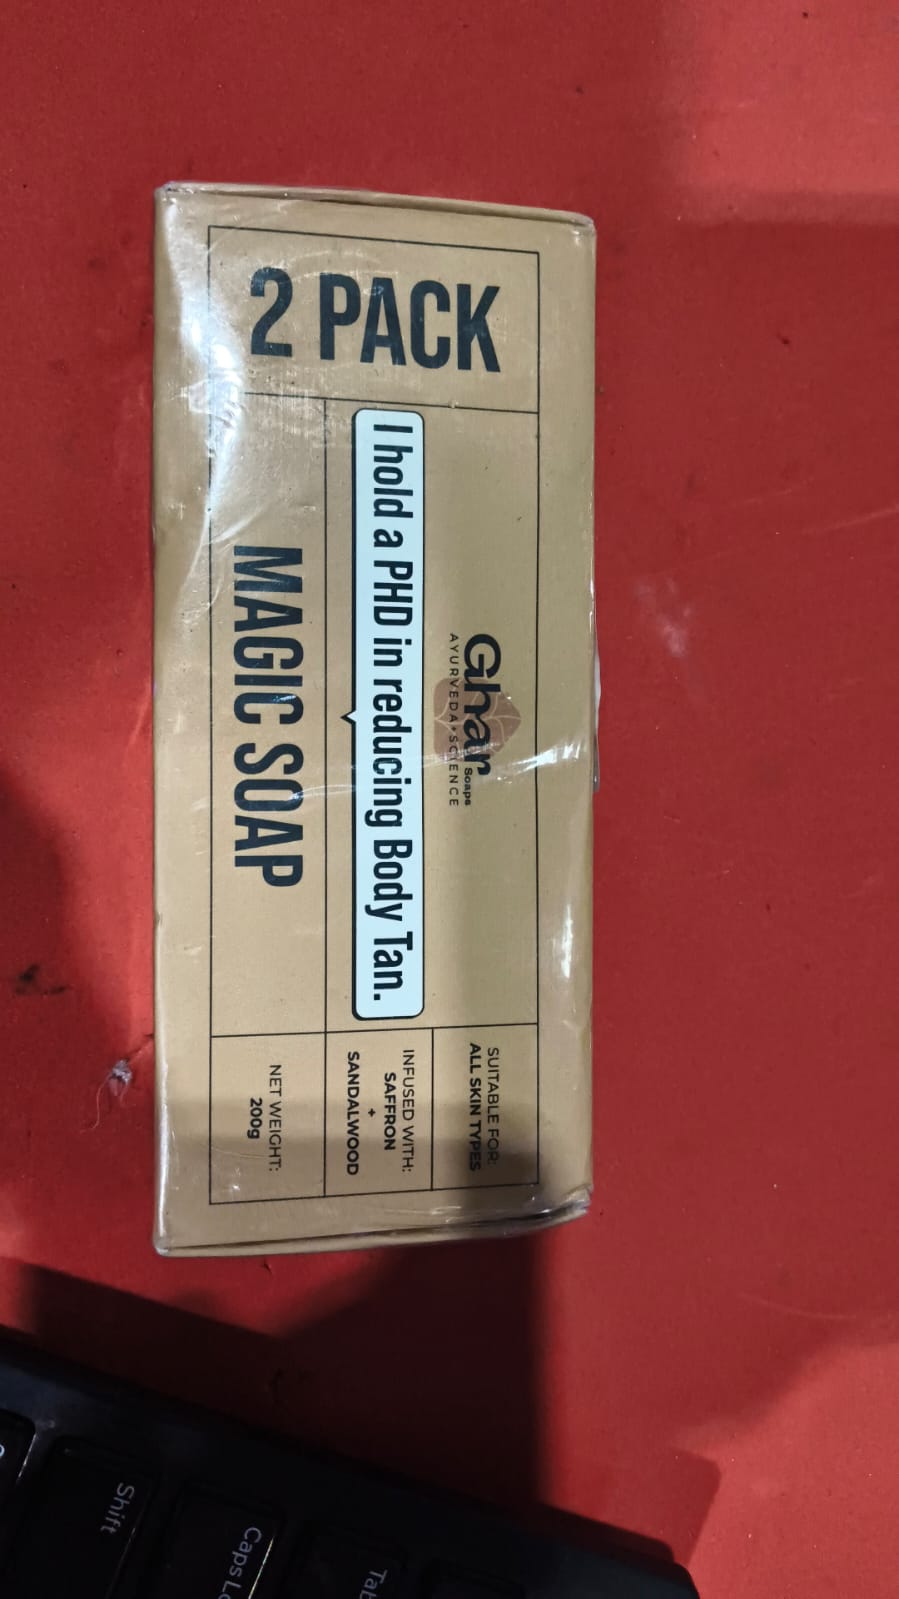 2 PACK
Ghar
Soaps
AYURVEDA+SCIENCE
I hold a PHD in reducing Body Tan.
MAGIC SOAP
SUITABLE FOR:
ALL SKIN TYPES
INFUSED WITH:
SAFFRON
+
SANDALWOOD
NET WEIGHT:
200g
Shift
Caps
Tab